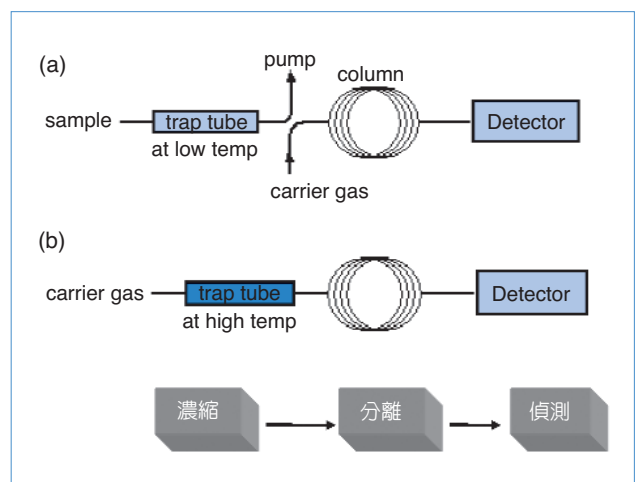 (a)
pump
column
sample
trap tube
Detector
at low temp
carrier gas
(b)
carrier gas
trap tube
Detector
at high temp
濃縮
分離
偵測